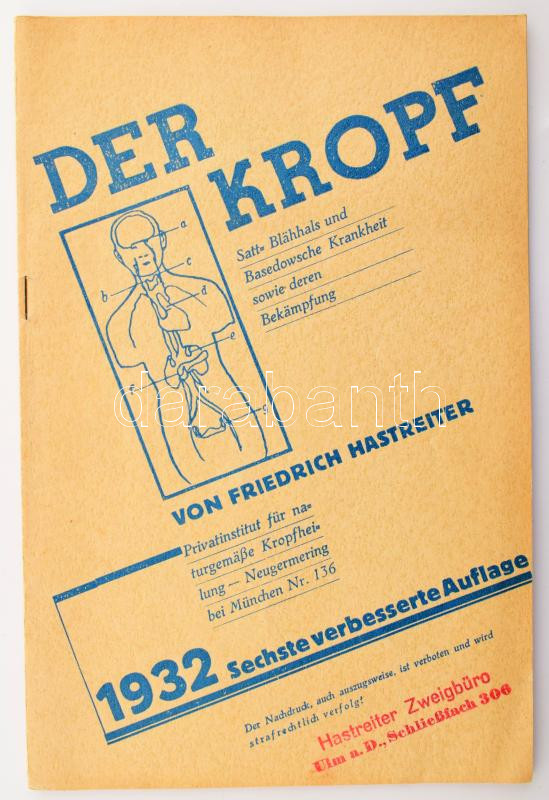 DER
KROPF
Satt= Blähhals und
Basedowsche Krankheit
sowie deren
Bekämpfung
a
b
c
d
e
g
VON FRIEDRICH HASTREITER
Privatinstitut für na=
turgemäße Kropfhei=
lung — Neugermering
bei München Nr. 136
1932 Sechste verbesserte Auflage
Der Nachdruck, auch auszugsweise, ist verboten und wird
strafrechtlich verfolgt
Hastreiter Zweigbüro
Ulm a. D., Schließfach 306
darabanth